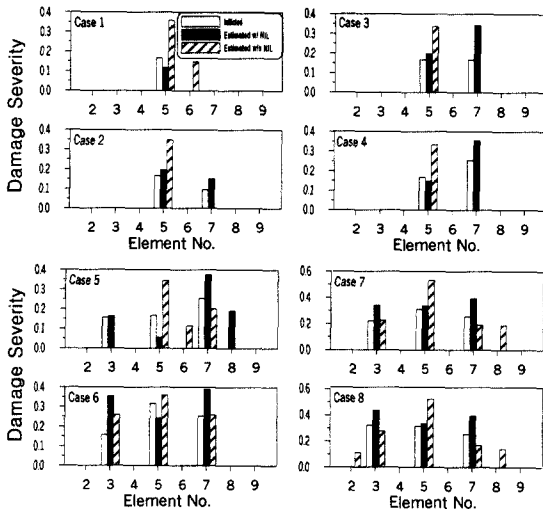 Case 1
Inflicted
Estimated w/ NIL
Estimated w/o NIL
0.4
0.3
0.2
0.1
0.0
2 3 4 5 6 7 8 9
Case 2
0.4
0.3
0.2
0.1
0.0
2 3 4 5 6 7 8 9
Element No.
Damage Severity
Case 3
0.4
0.3
0.2
0.1
0.0
2 3 4 5 6 7 8 9
Case 4
0.4
0.3
0.2
0.1
0.0
2 3 4 5 6 7 8 9
Element No.
Case 5
0.4
0.3
0.2
0.1
0.0
2 3 4 5 6 7 8 9
Case 6
0.4
0.3
0.2
0.1
0.0
2 3 4 5 6 7 8 9
Element No.
Damage Severity
Case 7
0.6
0.4
0.2
0.0
2 3 4 5 6 7 8 9
Case 8
0.6
0.4
0.2
0.0
2 3 4 5 6 7 8 9
Element No.